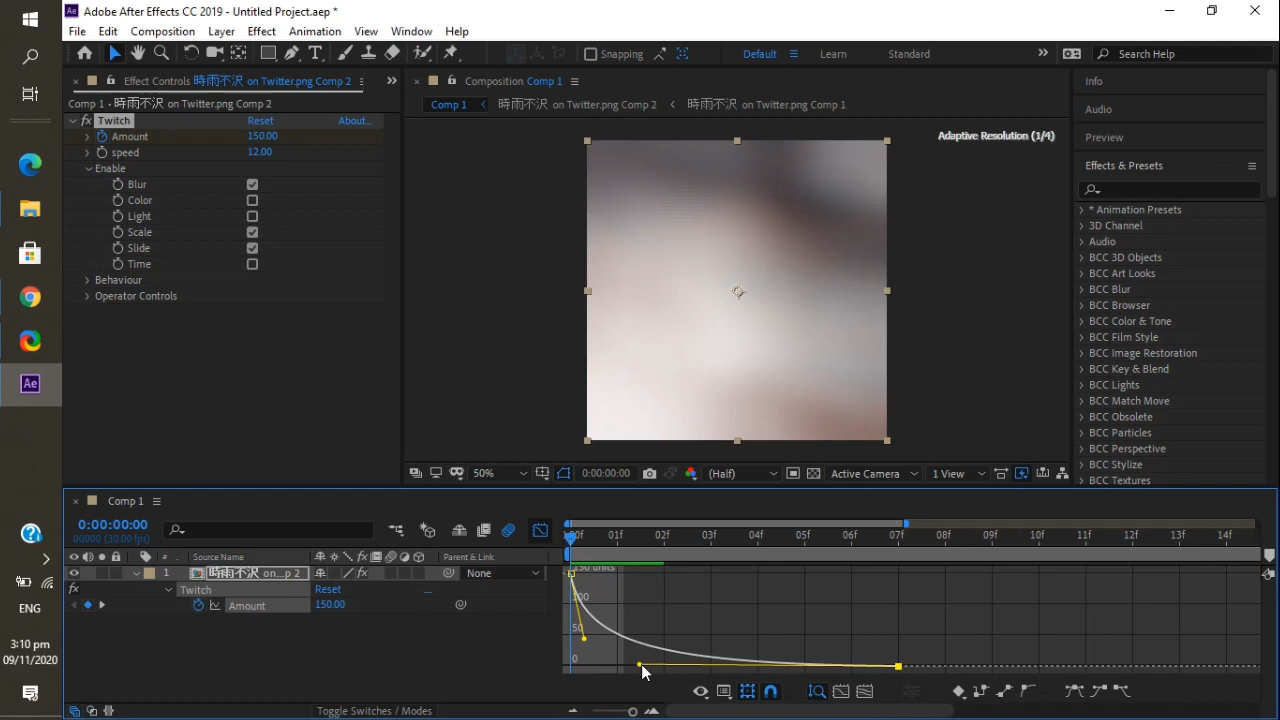 Adobe After Effects CC 2019 - Untitled Project.aep *
File Edit Composition Layer Effect Animation View Window Help
Snapping Default Learn Standard Search Help
Effect Controls 時雨不沢 on Twitter.png Comp 2
Composition Comp 1
Info
Comp 1 • 時雨不沢 on Twitter.png Comp 2
Comp 1 時雨不沢 on Twitter.png Comp 2 時雨不沢 on Twitter.png Comp 1
Audio
fx Twitch Reset About...
Amount 150.00
speed 12.00
Enable
Blur
Color
Light
Scale
Slide
Time
Behaviour
Operator Controls
Adaptive Resolution (1/4)
Preview
Effects & Presets
* Animation Presets
3D Channel
Audio
BCC 3D Objects
BCC Art Looks
BCC Blur
BCC Browser
BCC Color & Tone
BCC Film Style
BCC Image Restoration
BCC Key & Blend
BCC Lights
BCC Match Move
BCC Obsolete
BCC Particles
BCC Perspective
BCC Stylize
BCC Textures
50% 0:00:00:00 (Half) Active Camera 1 View
Comp 1
0:00:00:00
00000 (30.00 fps)
:00f 01f 02f 03f 04f 05f 06f 07f 08f 09f 10f 11f 12f 13f 14f
# Source Name Parent & Link
1 時雨不沢 on...p 2 None
fx Twitch Reset
Amount 150.00
150 units
100
50
0
Toggle Switches / Modes
Ae
ENG
3:10 pm
09/11/2020